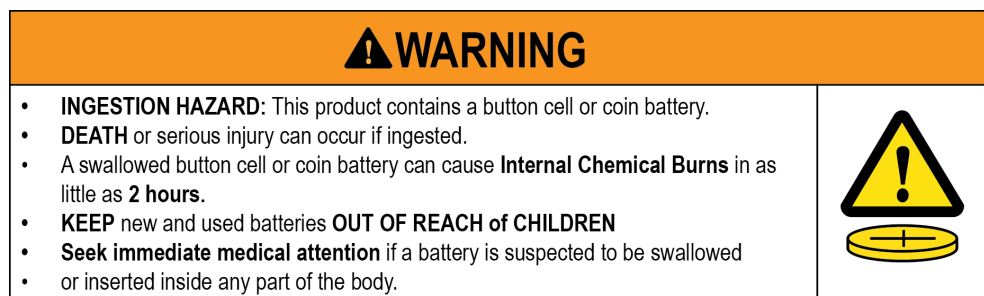 WARNING
• INGESTION HAZARD: This product contains a button cell or coin battery.
• DEATH or serious injury can occur if ingested.
• A swallowed button cell or coin battery can cause Internal Chemical Burns in as
little as 2 hours.
• KEEP new and used batteries OUT OF REACH of CHILDREN
• Seek immediate medical attention if a battery is suspected to be swallowed
• or inserted inside any part of the body.